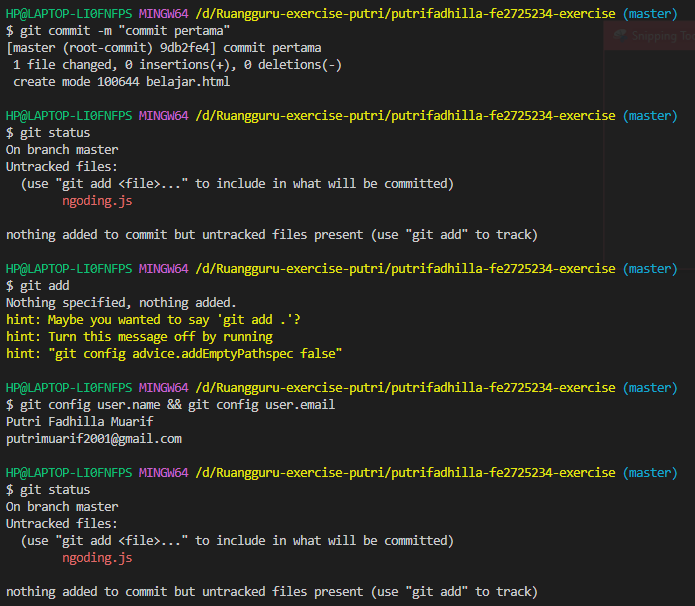 HP@LAPTOP-LI0FNFPS MINGW64 /d/Ruangguru-exercise-putri/putrifadhilla-fe2725234-exercise (master)
$ git commit -m "commit pertama"
[master (root-commit) 9db2fe4] commit pertama
 1 file changed, 0 insertions(+), 0 deletions(-)
 create mode 100644 belajar.html
Snipping Too
HP@LAPTOP-LI0FNFPS MINGW64 /d/Ruangguru-exercise-putri/putrifadhilla-fe2725234-exercise (master)
$ git status
On branch master
Untracked files:
  (use "git add <file>..." to include in what will be committed)
        ngoding.js
nothing added to commit but untracked files present (use "git add" to track)
HP@LAPTOP-LI0FNFPS MINGW64 /d/Ruangguru-exercise-putri/putrifadhilla-fe2725234-exercise (master)
$ git add
Nothing specified, nothing added.
hint: Maybe you wanted to say 'git add .'?
hint: Turn this message off by running
hint: "git config advice.addEmptyPathspec false"
HP@LAPTOP-LI0FNFPS MINGW64 /d/Ruangguru-exercise-putri/putrifadhilla-fe2725234-exercise (master)
$ git config user.name && git config user.email
Putri Fadhilla Muarif
putrimuarif2001@gmail.com
HP@LAPTOP-LI0FNFPS MINGW64 /d/Ruangguru-exercise-putri/putrifadhilla-fe2725234-exercise (master)
$ git status
On branch master
Untracked files:
  (use "git add <file>..." to include in what will be committed)
        ngoding.js
nothing added to commit but untracked files present (use "git add" to track)